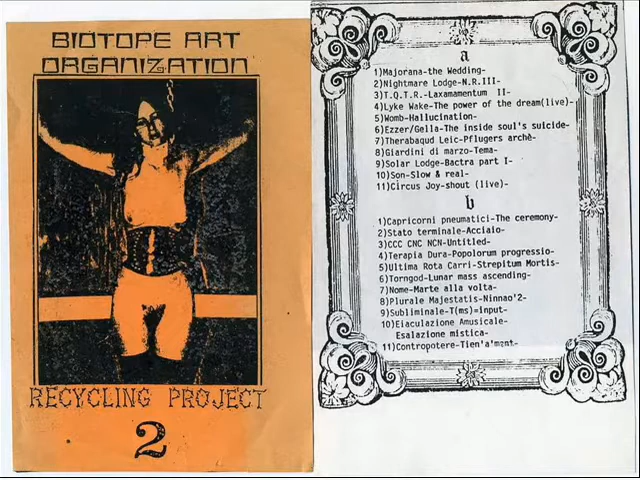 BIOTOPE ART
ORGANIZATION
RECYCLING PROJECT
2
a
1)Majorana-the Wedding-
2)Nightmare Lodge-N.R.III-
3)T.Q.T.R.-Laxamamentum II-
4)Lyke Wake-The power of the dream(live)-
5)Womb-Hallucination-
6)Ezzer/Gella-The inside soul's suicide-
7)Therabaqud Leic-Pflugers archè-
8)Giardini di marzo-Tema-
9)Solar Lodge-Bactra part I-
10)Son-Slow & real-
11)Circus Joy-shout (live)-
b
1)Capricorni pneumatici-The ceremony-
2)Stato terminale-Acciaio-
3)CCC CNC NCN-Untitled-
4)Terapia Dura-Popolorum progressio-
5)Ultima Rota Carri-Strepitum Mortis-
6)Torngod-Lunar mass ascending-
7)Nome-Marte alla volta-
8)Plurale Majestatis-Ninnao'2-
9)Subliminale-T(ms)=input-
10)Eiaculazione Amusicale-
Esalazione mistica-
11)Contropotere-Tien'a'ment-